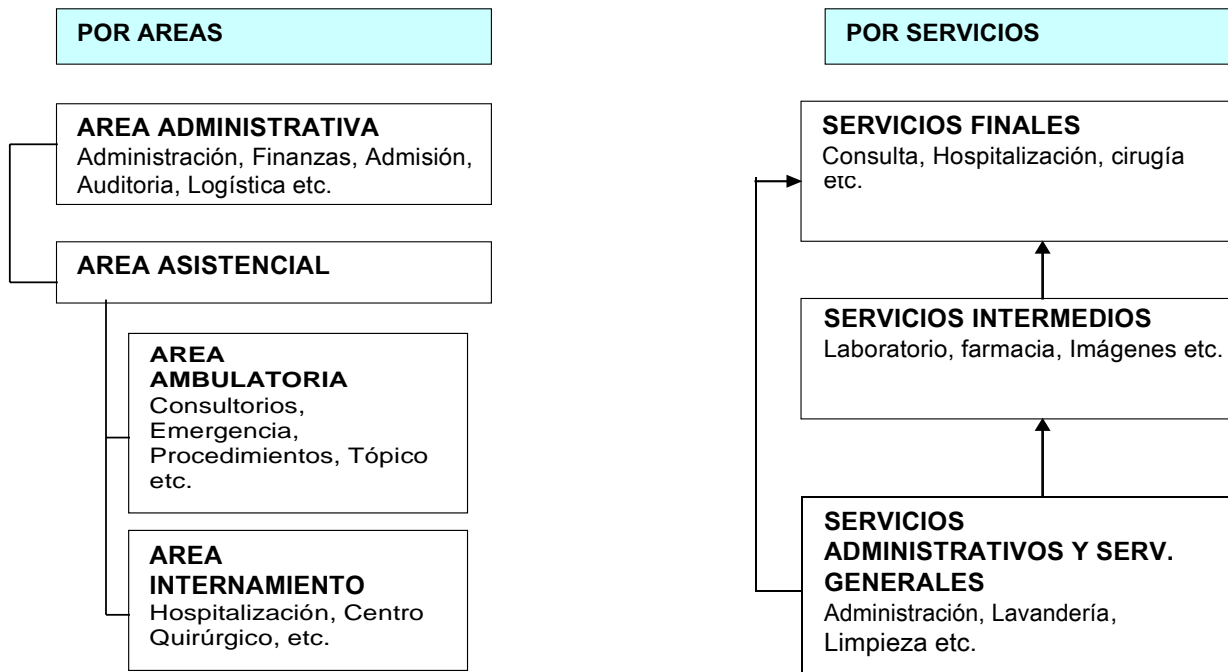 POR AREAS
AREA ADMINISTRATIVA
Administración, Finanzas, Admisión,
Auditoria, Logística etc.
AREA ASISTENCIAL
AREA
AMBULATORIA
Consultorios,
Emergencia,
Procedimientos, Tópico
etc.
AREA
INTERNAMIENTO
Hospitalización, Centro
Quirúrgico, etc.
POR SERVICIOS
SERVICIOS FINALES
Consulta, Hospitalización, cirugía
etc.
SERVICIOS INTERMEDIOS
Laboratorio, farmacia, Imágenes etc.
SERVICIOS
ADMINISTRATIVOS Y SERV.
GENERALES
Administración, Lavandería,
Limpieza etc.